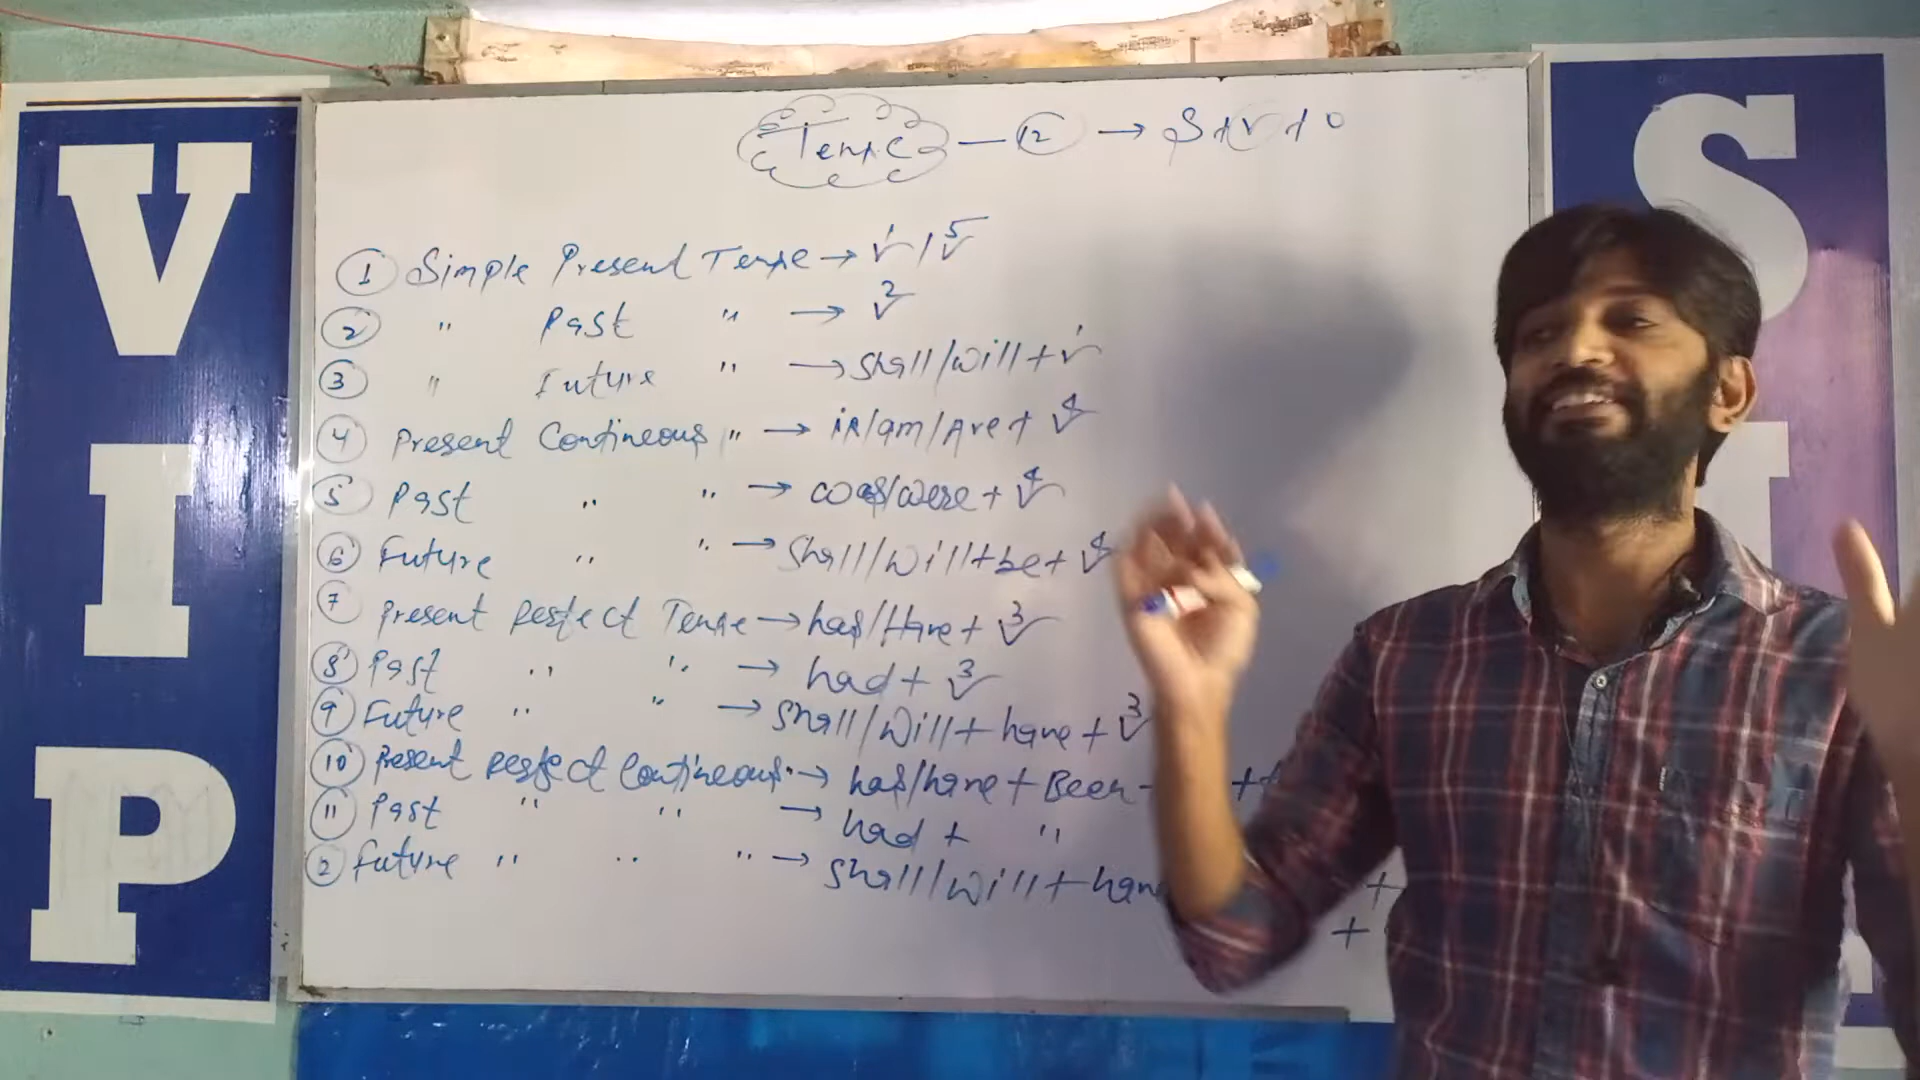 VIP
Tense — 12 → S + V + O
① Simple Present Tense → V¹ / V⁵
② " Past " → V²
③ " Future " → Shall/Will + V¹
④ Present Contineous " → is/am/Are + V⁴
⑤ Past " " → was/were + V⁴
⑥ Future " " → Shall/Will + be + V⁴
⑦ Present Perfect Tense → has/Have + V³
⑧ Past " " → had + V³
⑨ Future " " → Shall/Will + have + V³
⑩ Present Perfect Contineous " → has/have + Been +
⑪ Past " " → had + "
② Future " " " → Shall/Will + have +
+
S